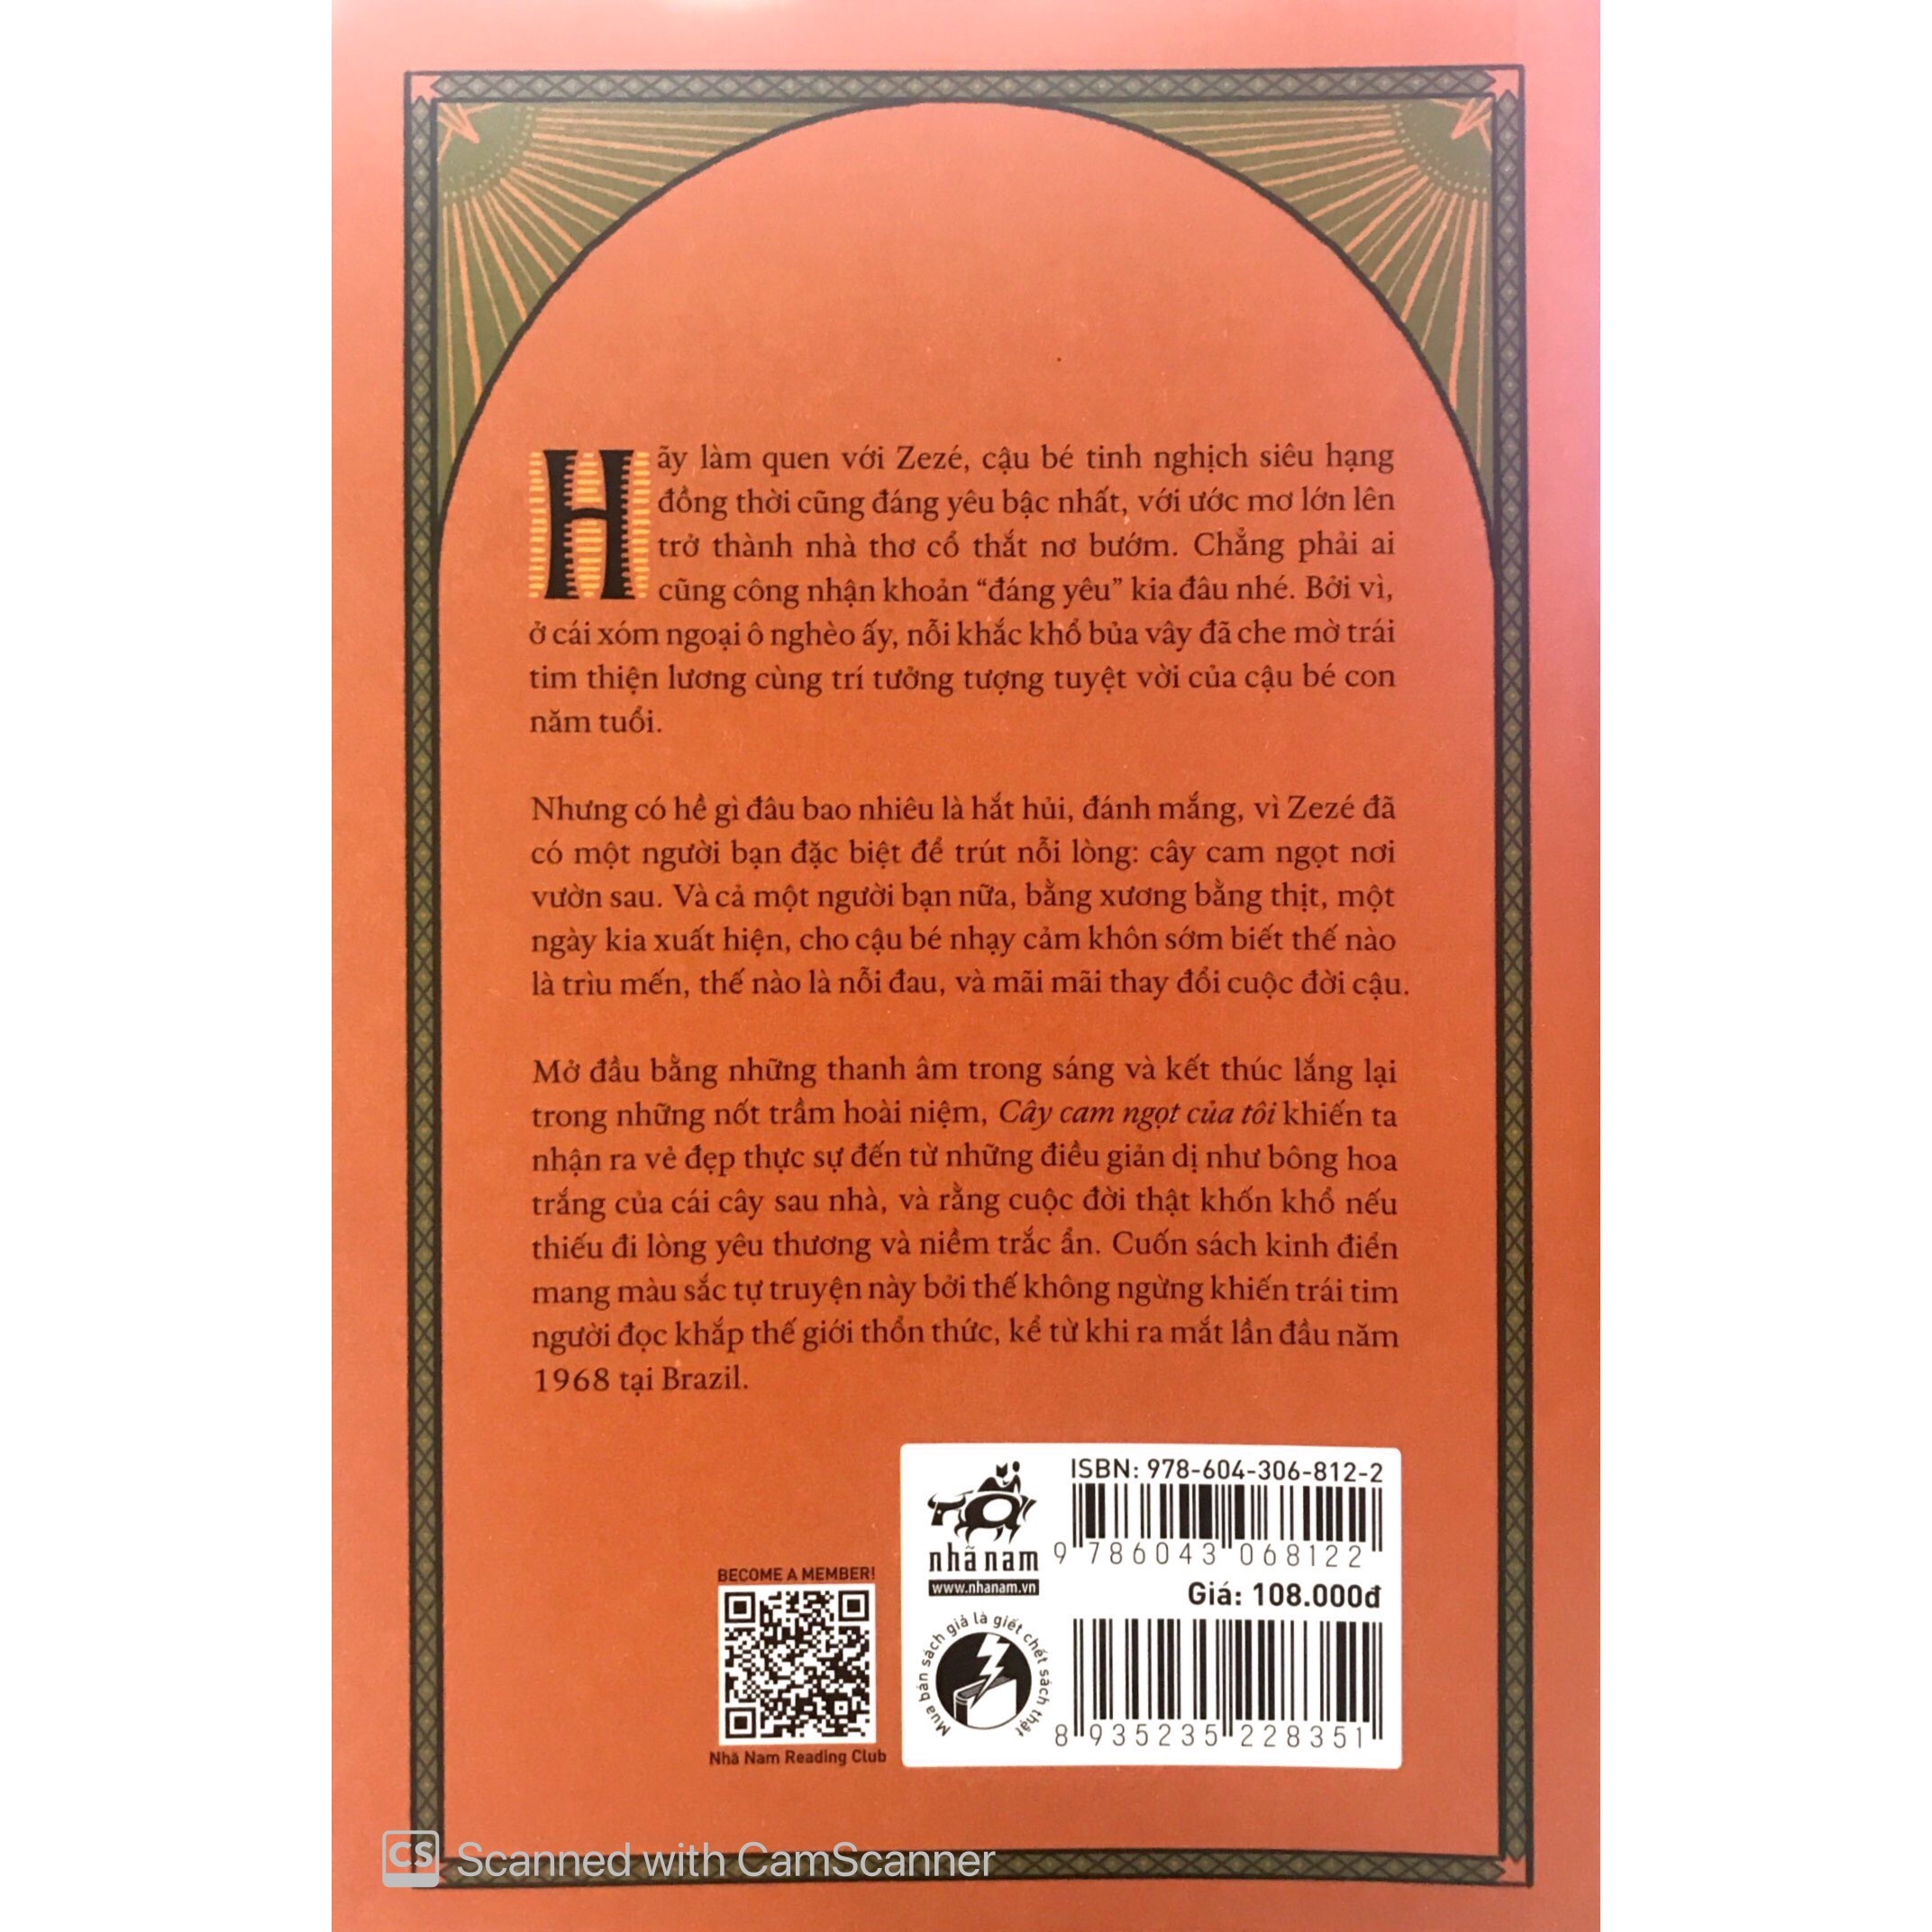 Hãy làm quen với Zezé, cậu bé tinh nghịch siêu hạng
đồng thời cũng đáng yêu bậc nhất, với ước mơ lớn lên
trở thành nhà thơ cổ thắt nơ bướm. Chẳng phải ai
cũng công nhận khoản “đáng yêu” kia đâu nhé. Bởi vì,
ở cái xóm ngoại ô nghèo ấy, nỗi khắc khổ bủa vây đã che mờ trái
tim thiện lương cùng trí tưởng tượng tuyệt vời của cậu bé con
năm tuổi.
Nhưng có hề gì đâu bao nhiêu là hắt hủi, đánh mắng, vì Zezé đã
có một người bạn đặc biệt để trút nỗi lòng: cây cam ngọt nơi
vườn sau. Và cả một người bạn nữa, bằng xương bằng thịt, một
ngày kia xuất hiện, cho cậu bé nhạy cảm khôn sớm biết thế nào
là trìu mến, thế nào là nỗi đau, và mãi mãi thay đổi cuộc đời cậu.
Mở đầu bằng những thanh âm trong sáng và kết thúc lắng lại
trong những nốt trầm hoài niệm, Cây cam ngọt của tôi khiến ta
nhận ra vẻ đẹp thực sự đến từ những điều giản dị như bông hoa
trắng của cái cây sau nhà, và rằng cuộc đời thật khốn khổ nếu
thiếu đi lòng yêu thương và niềm trắc ẩn. Cuốn sách kinh điển
mang màu sắc tự truyện này bởi thế không ngừng khiến trái tim
người đọc khắp thế giới thổn thức, kể từ khi ra mắt lần đầu năm
1968 tại Brazil.
BECOME A MEMBER!
Nhã Nam Reading Club
nhã nam
www.nhanam.vn
Mua bán sách giả là giết chết sách thật
ISBN: 978-604-306-812-2
9 786043 068122
Giá: 108.000đ
8 935235 228351
CS Scanned with CamScanner